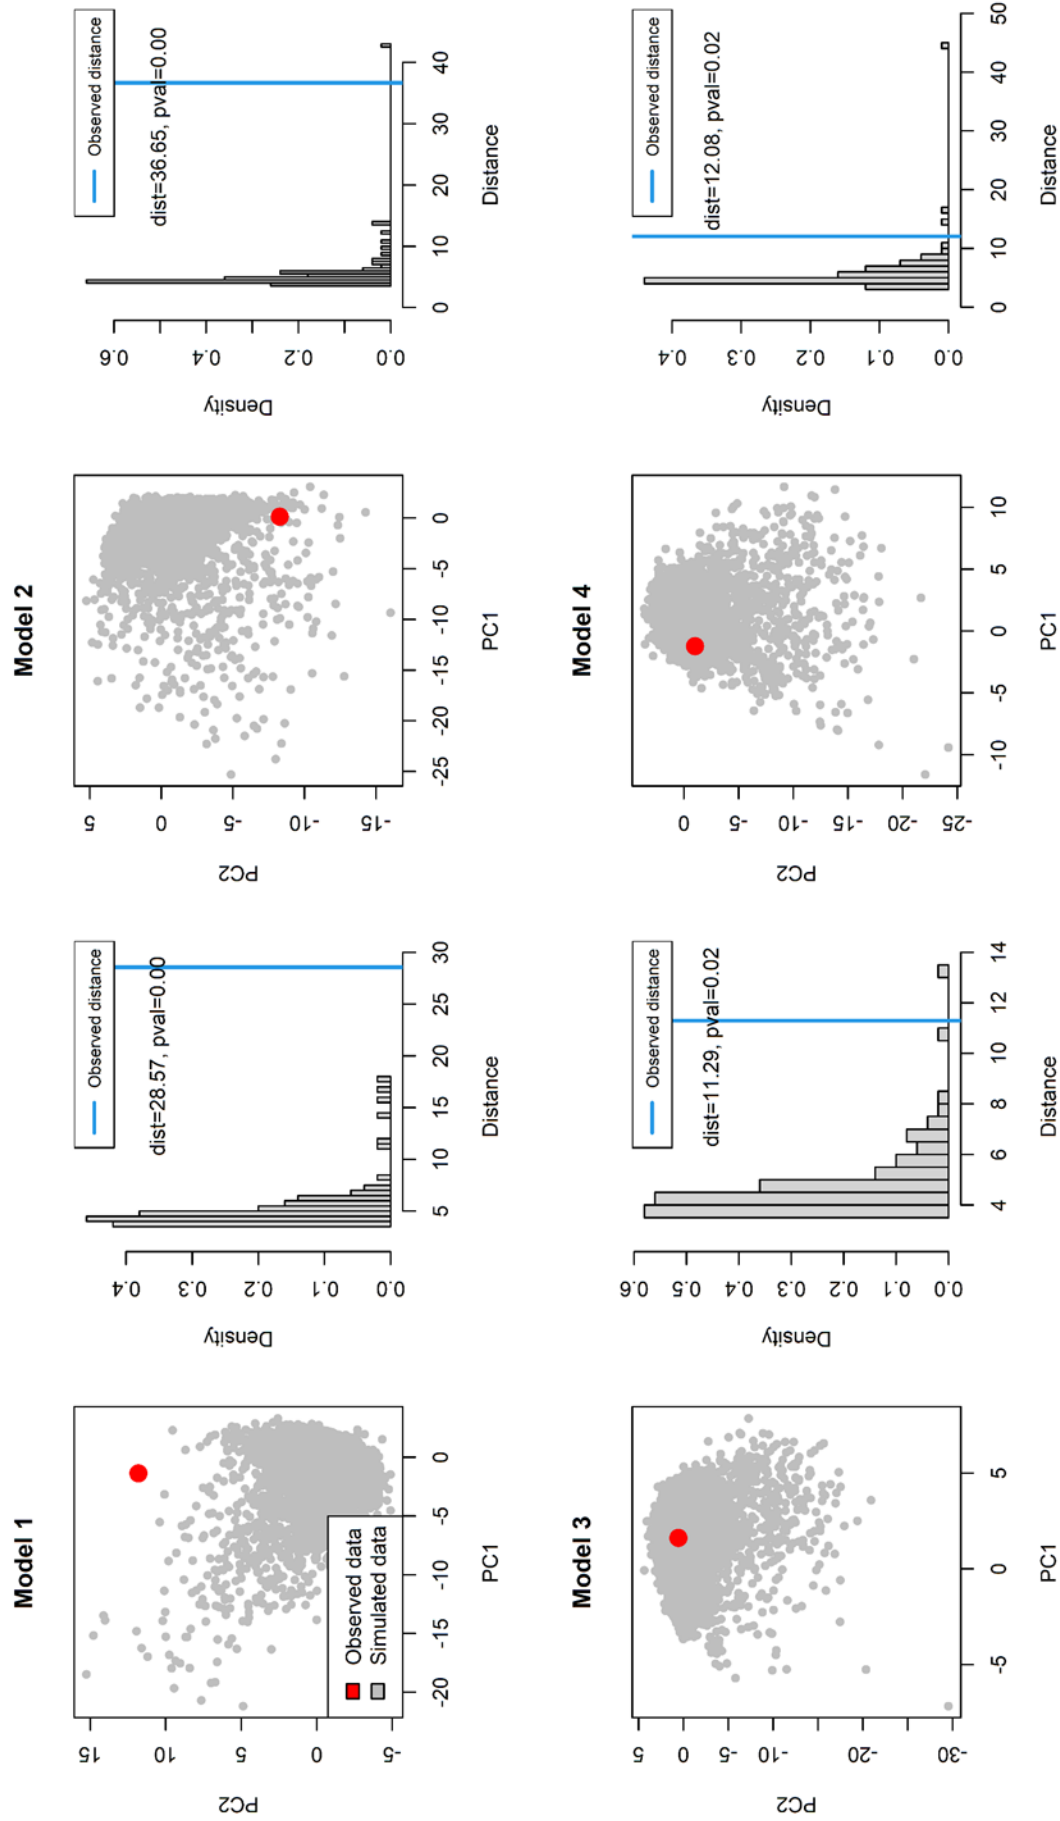 Model 1
PC2
15
10
5
0
-5
-20
-15
-10
-5
0
PC1
Observed data
Simulated data
Density
0.4
0.3
0.2
0.1
0.0
5
10
15
20
25
30
Distance
Observed distance
dist=28.57, pval=0.00
Model 2
PC2
5
0
-5
-10
-15
-25
-20
-15
-10
-5
0
PC1
Density
0.6
0.4
0.2
0.0
0
10
20
30
40
Distance
Observed distance
dist=36.65, pval=0.00
Model 3
PC2
5
0
-5
-10
-20
-30
-5
0
5
PC1
Density
0.6
0.5
0.4
0.3
0.2
0.1
0.0
4
6
8
10
12
14
Distance
Observed distance
dist=11.29, pval=0.02
Model 4
PC2
0
-5
-10
-15
-20
-25
-10
-5
0
5
10
PC1
Density
0.4
0.3
0.2
0.1
0.0
0
10
20
30
40
50
Distance
Observed distance
dist=12.08, pval=0.02